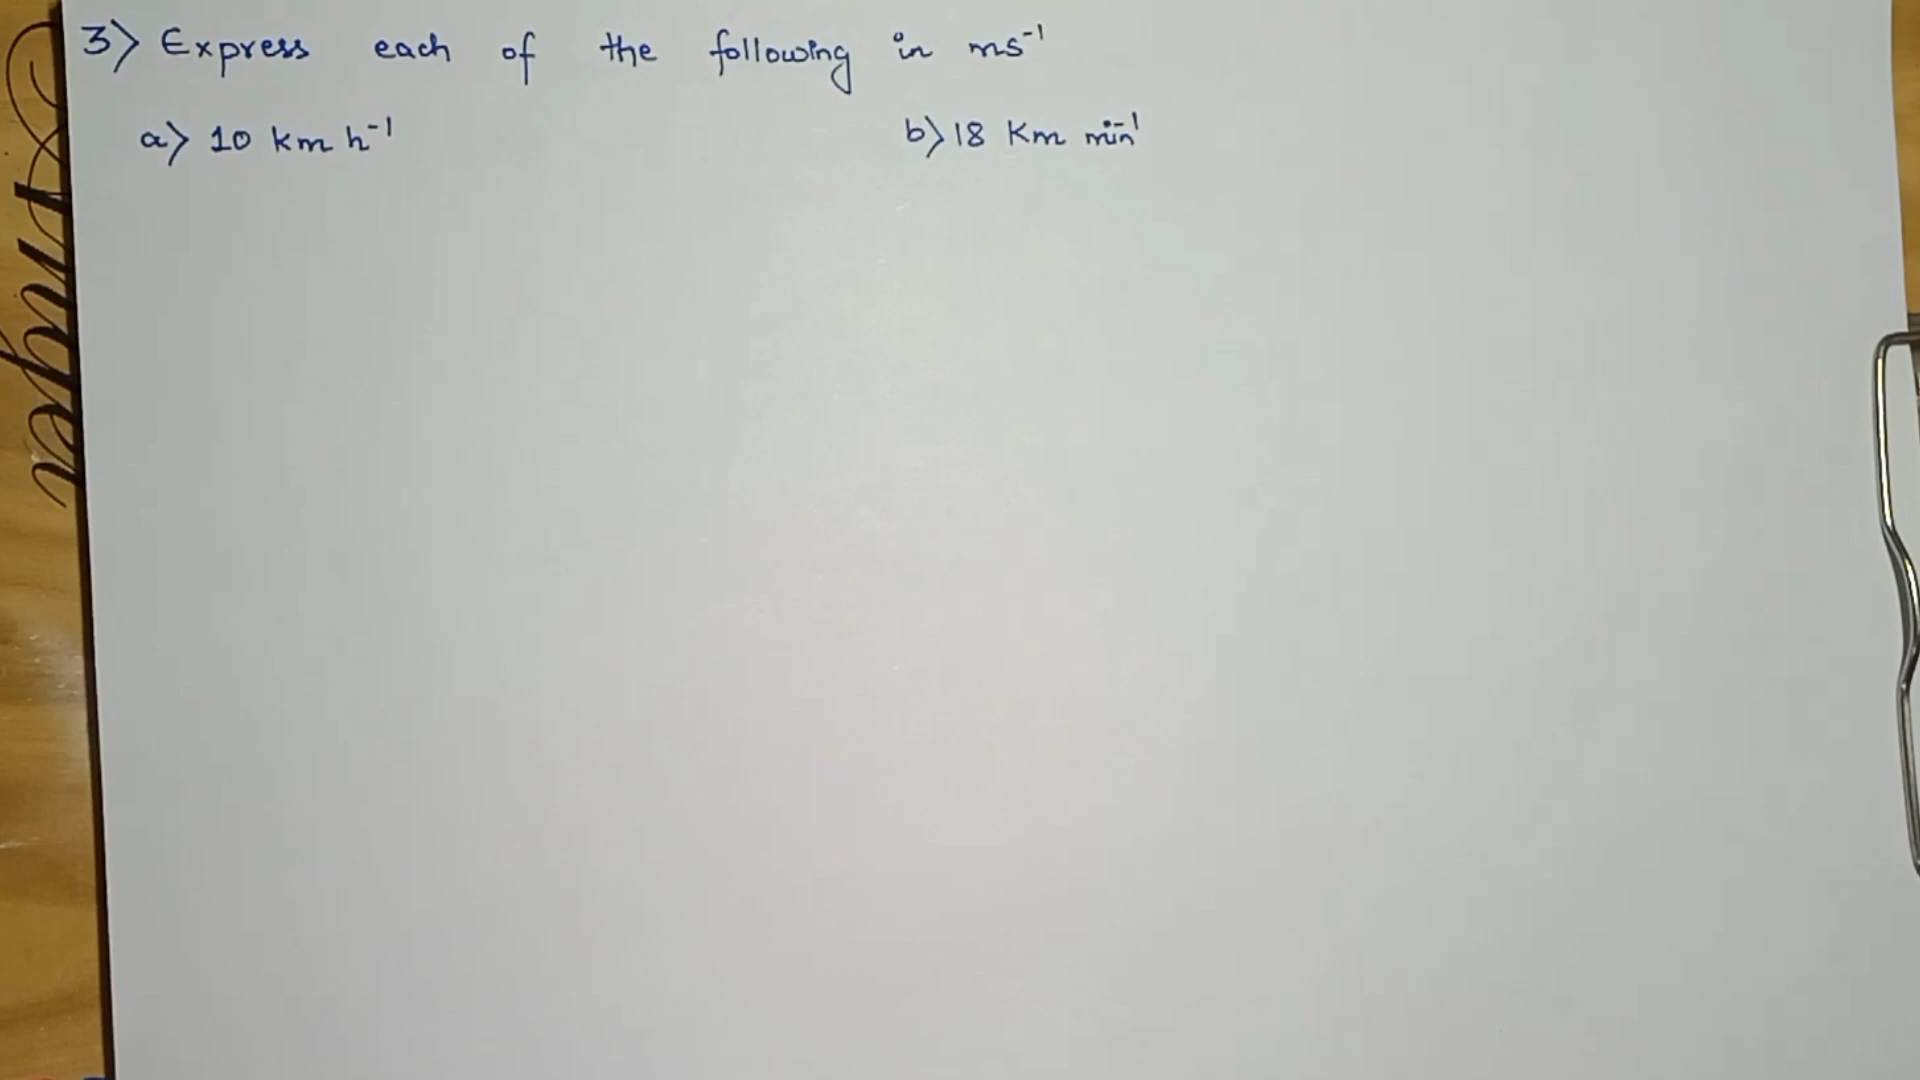 3) Express each of the following in ms⁻¹
a) 10 km h⁻¹ b) 18 Km min⁻¹